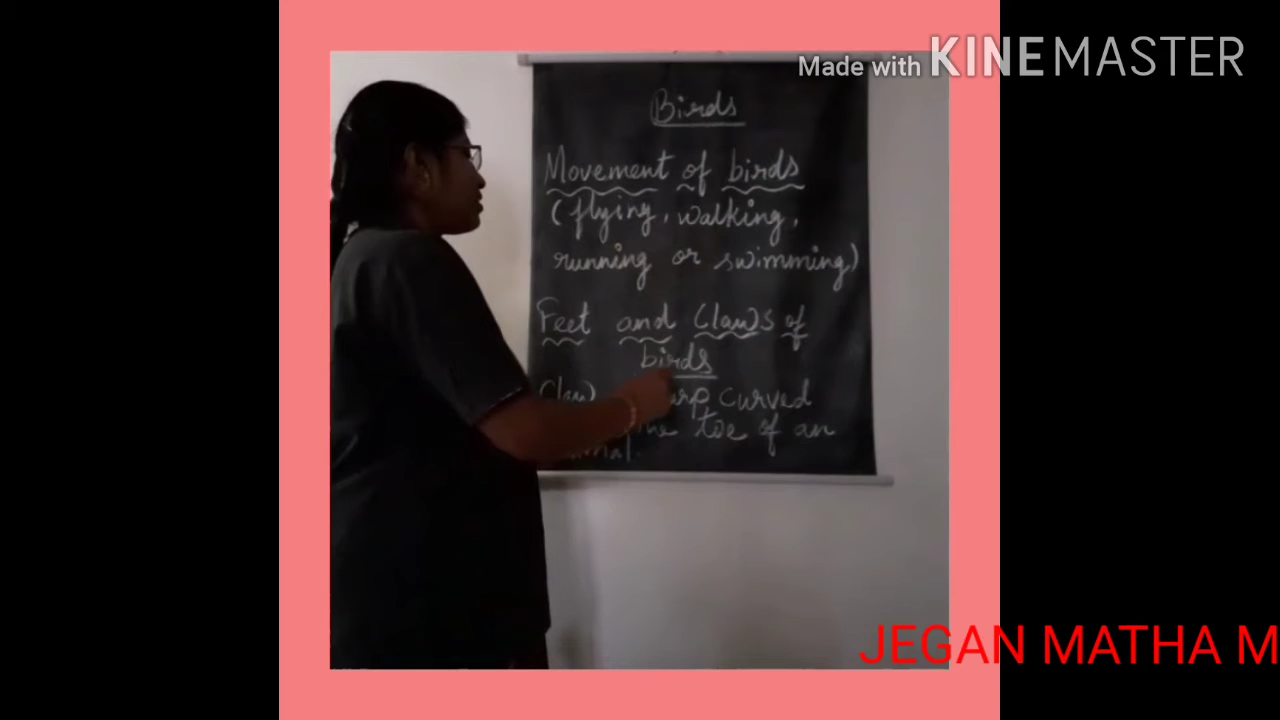 Made with KINEMASTER
Birds
Movement of birds
(flying, walking,
running or swimming)
Feet and Claws of
birds
Claw curved
toe of an
JEGAN MATHA M